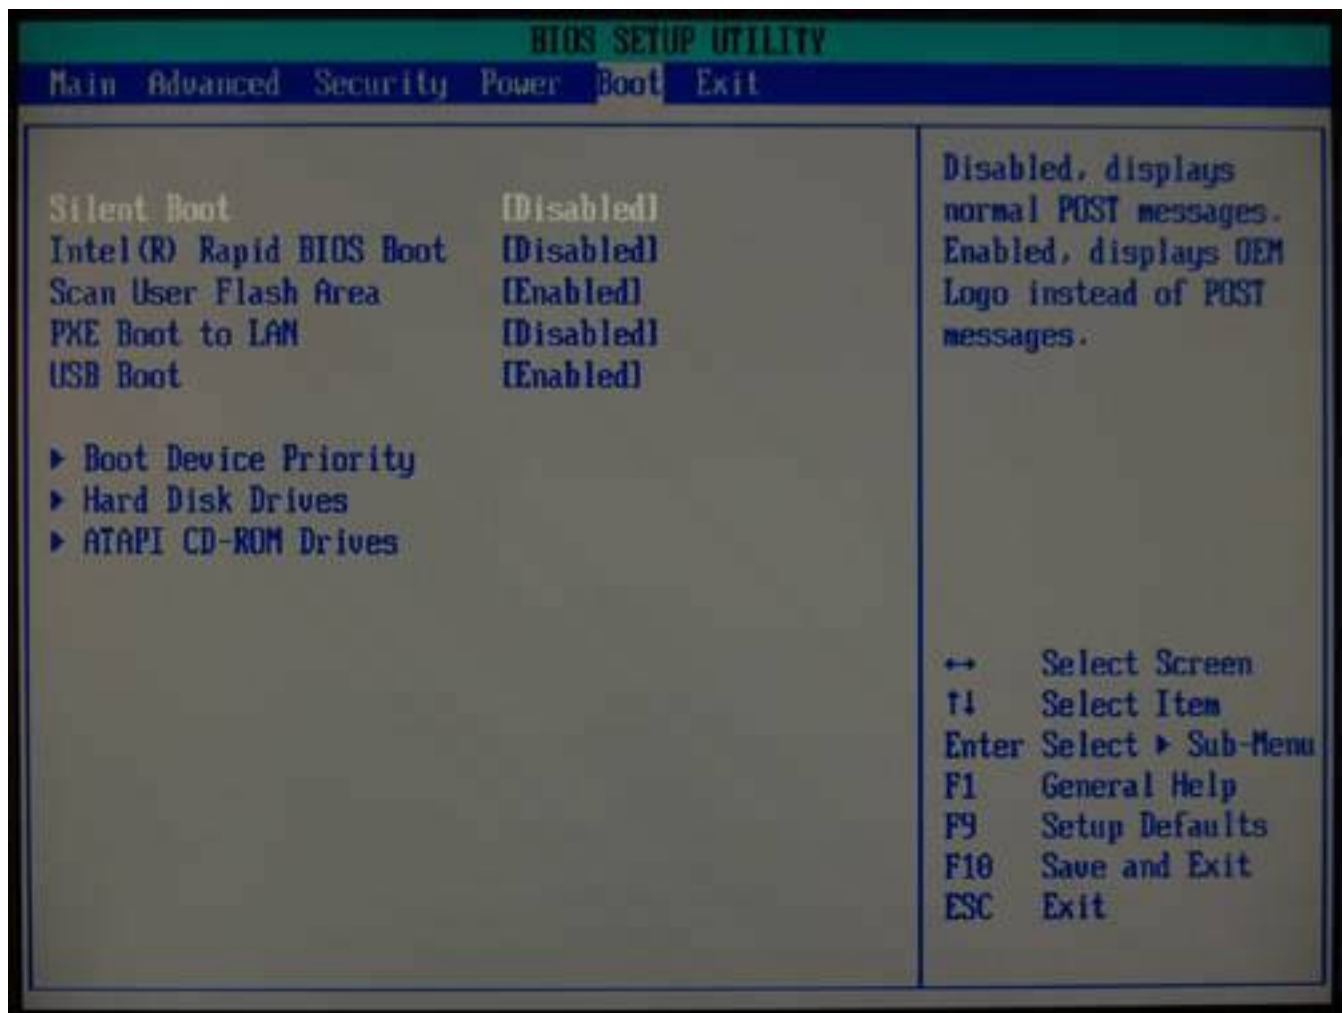 BIOS SETUP UTILITY
Main Advanced Security Power Boot Exit
Silent Boot [Disabled]
Intel(R) Rapid BIOS Boot [Disabled]
Scan User Flash Area [Enabled]
PXE Boot to LAN [Disabled]
USB Boot [Enabled]
▶ Boot Device Priority
▶ Hard Disk Drives
▶ ATAPI CD-ROM Drives
Disabled, displays
normal POST messages.
Enabled, displays OEM
Logo instead of POST
messages.
↔ Select Screen
↑↓ Select Item
Enter Select ▶ Sub-Menu
F1 General Help
F9 Setup Defaults
F10 Save and Exit
ESC Exit